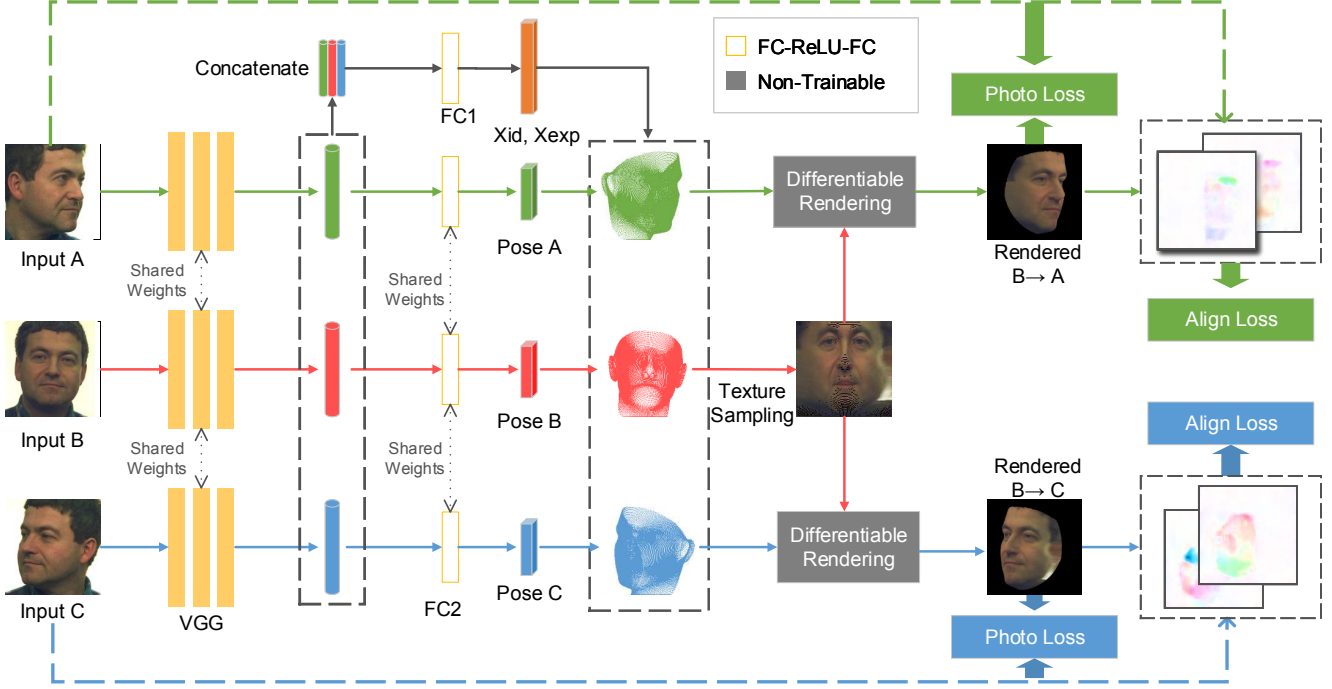 FC-ReLU-FC
Non-Trainable
Concatenate
FC1
Xid, Xexp
Photo Loss
Input A
Shared
Weights
Shared
Weights
Pose A
Differentiable
Rendering
Rendered
B→ A
Align Loss
Input B
Shared
Weights
Shared
Weights
Pose B
Texture
Sampling
Align Loss
Rendered
B→ C
Input C
VGG
FC2
Pose C
Differentiable
Rendering
Photo Loss